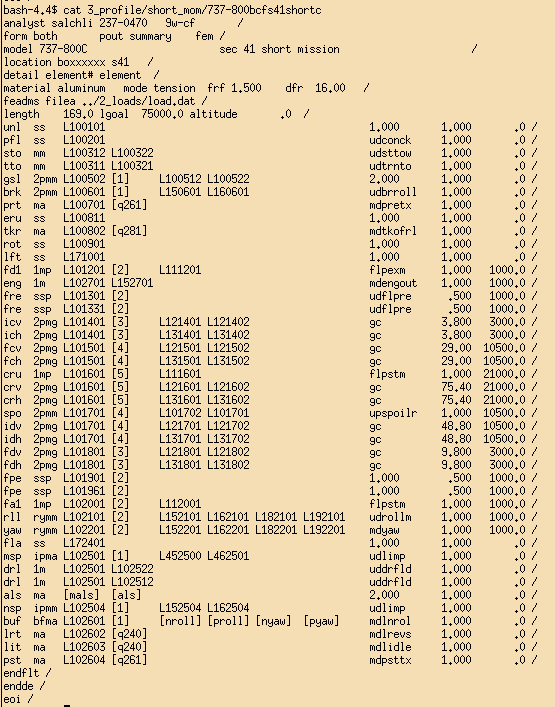 bash-4.4$ cat 3_profile/short_mom/737-800bcfs41shortc
analyst salchli 237-0470 9w-cf /
form both pout summary fem /
model 737-800C sec 41 short mission /
location boxxxxxx s41 /
detail element# element /
material aluminum mode tension frf 1.500 dfr 16.00 /
feadms filea ../2_loads/load.dat /
length 169.0 lgoal 75000.0 altitude .0 /
unl ss L100101 1.000 1.000 .0 /
pfl ss L100201 udconck 1.000 .0 /
sto mm L100312 L100322 udsttow 1.000 .0 /
tto mm L100311 L100321 udtrnto 1.000 .0 /
gsl 2pmm L100502 [1] L100512 L100522 2.000 1.000 .0 /
brk 2pmm L100601 [1] L150601 L160601 udbrroll 1.000 .0 /
prt ma L100701 [q261] mdpretx 1.000 .0 /
eru ss L100811 1.000 1.000 .0 /
tkr ma L100802 [q281] mdtkofrl 1.000 .0 /
rot ss L100901 1.000 1.000 .0 /
lft ss L171001 1.000 1.000 .0 /
fd1 1mp L101201 [2] L111201 flpexm 1.000 1000.0 /
eng 1m L102701 L152701 mdengout 1.000 1000.0 /
fre ssp L101301 [2] udflpre .500 1000.0 /
fre ssp L101331 [2] udflpre .500 1000.0 /
icv 2pmg L101401 [3] L121401 L121402 gc 3.800 3000.0 /
ich 2pmg L101401 [3] L131401 L131402 gc 3.800 3000.0 /
fcv 2pmg L101501 [4] L121501 L121502 gc 29.00 10500.0 /
fch 2pmg L101501 [4] L131501 L131502 gc 29.00 10500.0 /
cru 1mp L101601 [5] L111601 flpstm 1.000 21000.0 /
crv 2pmg L101601 [5] L121601 L121602 gc 75.40 21000.0 /
crh 2pmg L101601 [5] L131601 L131602 gc 75.40 21000.0 /
spo 2pmm L101701 [4] L101702 L101701 upspoilr 1.000 10500.0 /
idv 2pmg L101701 [4] L121701 L121702 gc 48.80 10500.0 /
idh 2pmg L101701 [4] L131701 L131702 gc 48.80 10500.0 /
fdv 2pmg L101801 [3] L121801 L121802 gc 9.800 3000.0 /
fdh 2pmg L101801 [3] L131801 L131802 gc 9.800 3000.0 /
fpe ssp L101901 [2] 1.000 .500 1000.0 /
fpe ssp L101961 [2] 1.000 .500 1000.0 /
fa1 1mp L102001 [2] L112001 flpstm 1.000 1000.0 /
rll rymm L102101 [2] L152101 L162101 L182101 L192101 udrollm 1.000 1000.0 /
yaw rymm L102201 [2] L152201 L162201 L182201 L192201 mdyaw 1.000 1000.0 /
fla ss L172401 1.000 1.000 .0 /
msp ipma L102501 [1] L452500 L462501 udlimp 1.000 .0 /
drl 1m L102501 L102522 uddrfld 1.000 .0 /
drl 1m L102501 L102512 uddrfld 1.000 .0 /
als ma [mals] [als] 2.000 1.000 .0 /
nsp ipmm L102504 [1] L152504 L162504 udlimp 1.000 .0 /
buf bfma L102601 [1] [nroll] [proll] [nyaw] [pyaw] mdlnrol 1.000 .0 /
lrt ma L102602 [q240] mdlrevs 1.000 .0 /
lit ma L102603 [q240] mdlidle 1.000 .0 /
pst ma L102604 [q261] mdpsttx 1.000 .0 /
endflt /
endde /
eoi /